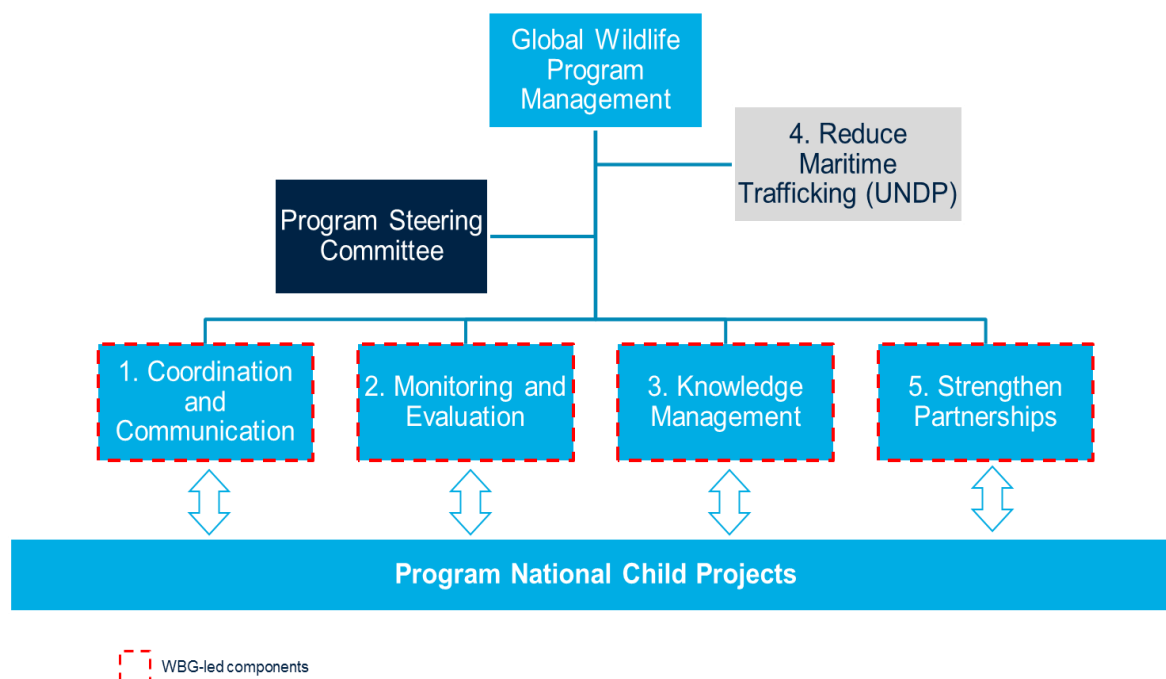 Global Wildlife
Program
Management
4. Reduce
Maritime
Trafficking (UNDP)
Program Steering
Committee
1. Coordination
and
Communication
2. Monitoring and
Evaluation
3. Knowledge
Management
5. Strengthen
Partnerships
Program National Child Projects
WBG-led components